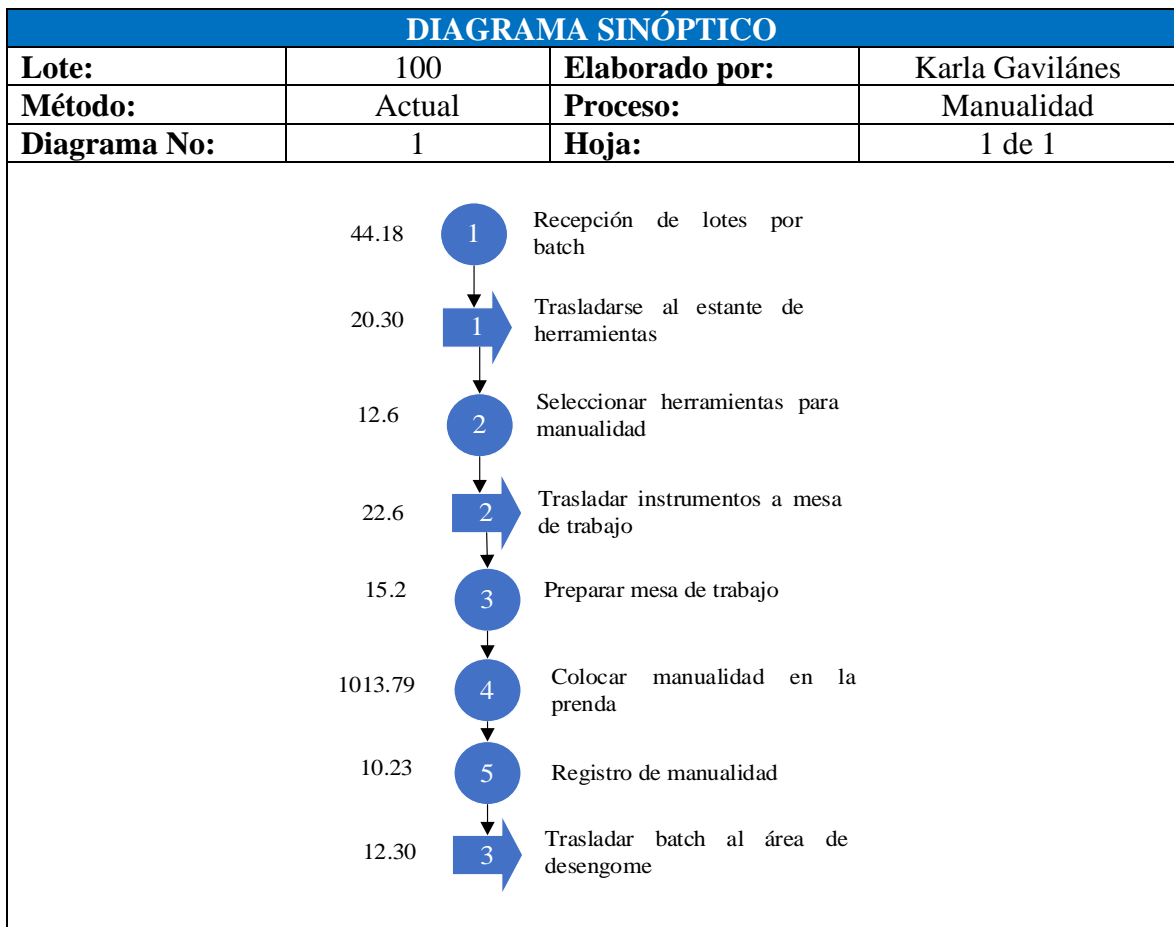 DIAGRAMA SINÓPTICO
Lote: 100 Elaborado por: Karla Gavilánes
Método: Actual Proceso: Manualidad
Diagrama No: 1 Hoja: 1 de 1
44.18 1 Recepción de lotes por
batch
20.30 1 Trasladarse al estante de
herramientas
12.6 2 Seleccionar herramientas para
manualidad
22.6 2 Trasladar instrumentos a mesa
de trabajo
15.2 3 Preparar mesa de trabajo
1013.79 4 Colocar manualidad en la
prenda
10.23 5 Registro de manualidad
12.30 3 Trasladar batch al área de
desengome